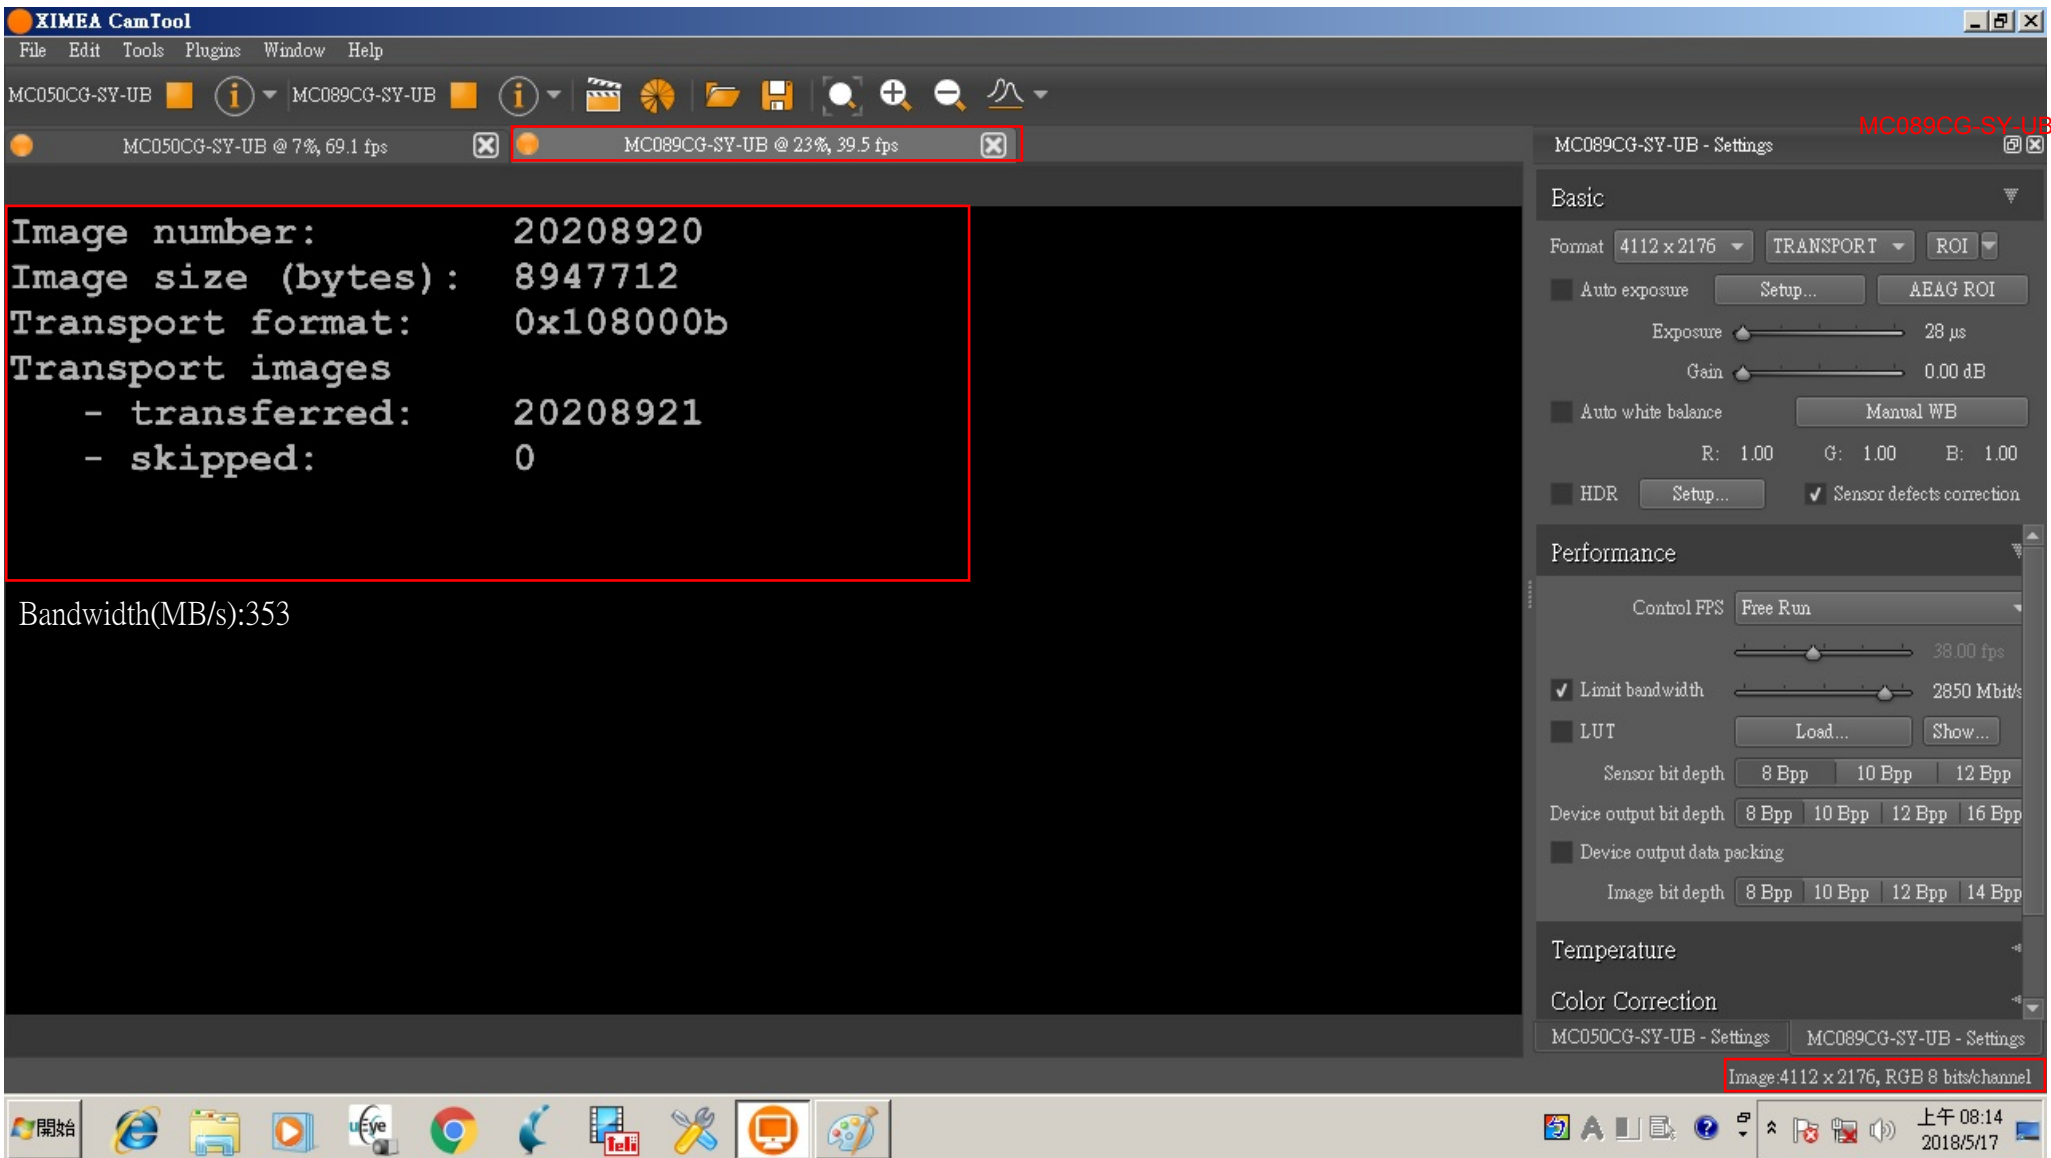 XIMEA CamTool
File Edit Tools Plugins Window Help
MC050CG-SY-UB MC089CG-SY-UB
MC089CG-SY-UB
MC050CG-SY-UB @ 7%, 69.1 fps MC089CG-SY-UB @ 23%, 39.5 fps
MC089CG-SY-UB - Settings
Image number: 20208920
Image size (bytes): 8947712
Transport format: 0x108000b
Transport images
- transferred: 20208921
- skipped: 0
Bandwidth(MB/s):353
Basic
Format 4112 x 2176 TRANSPORT ROI
Auto exposure Setup... AEAG ROI
Exposure 28 µs
Gain 0.00 dB
Auto white balance Manual WB
R: 1.00 G: 1.00 B: 1.00
HDR Setup... Sensor defects correction
Performance
Control FPS Free Run
38.00 fps
Limit bandwidth 2850 Mbit/s
LUT Load... Show...
Sensor bit depth 8 Bpp 10 Bpp 12 Bpp
Device output bit depth 8 Bpp 10 Bpp 12 Bpp 16 Bpp
Device output data packing
Image bit depth 8 Bpp 10 Bpp 12 Bpp 14 Bpp
Temperature
Color Correction
MC050CG-SY-UB - Settings MC089CG-SY-UB - Settings
Image:4112 x 2176, RGB 8 bits/channel
開始 uEye Teli A 上午 08:14
2018/5/17